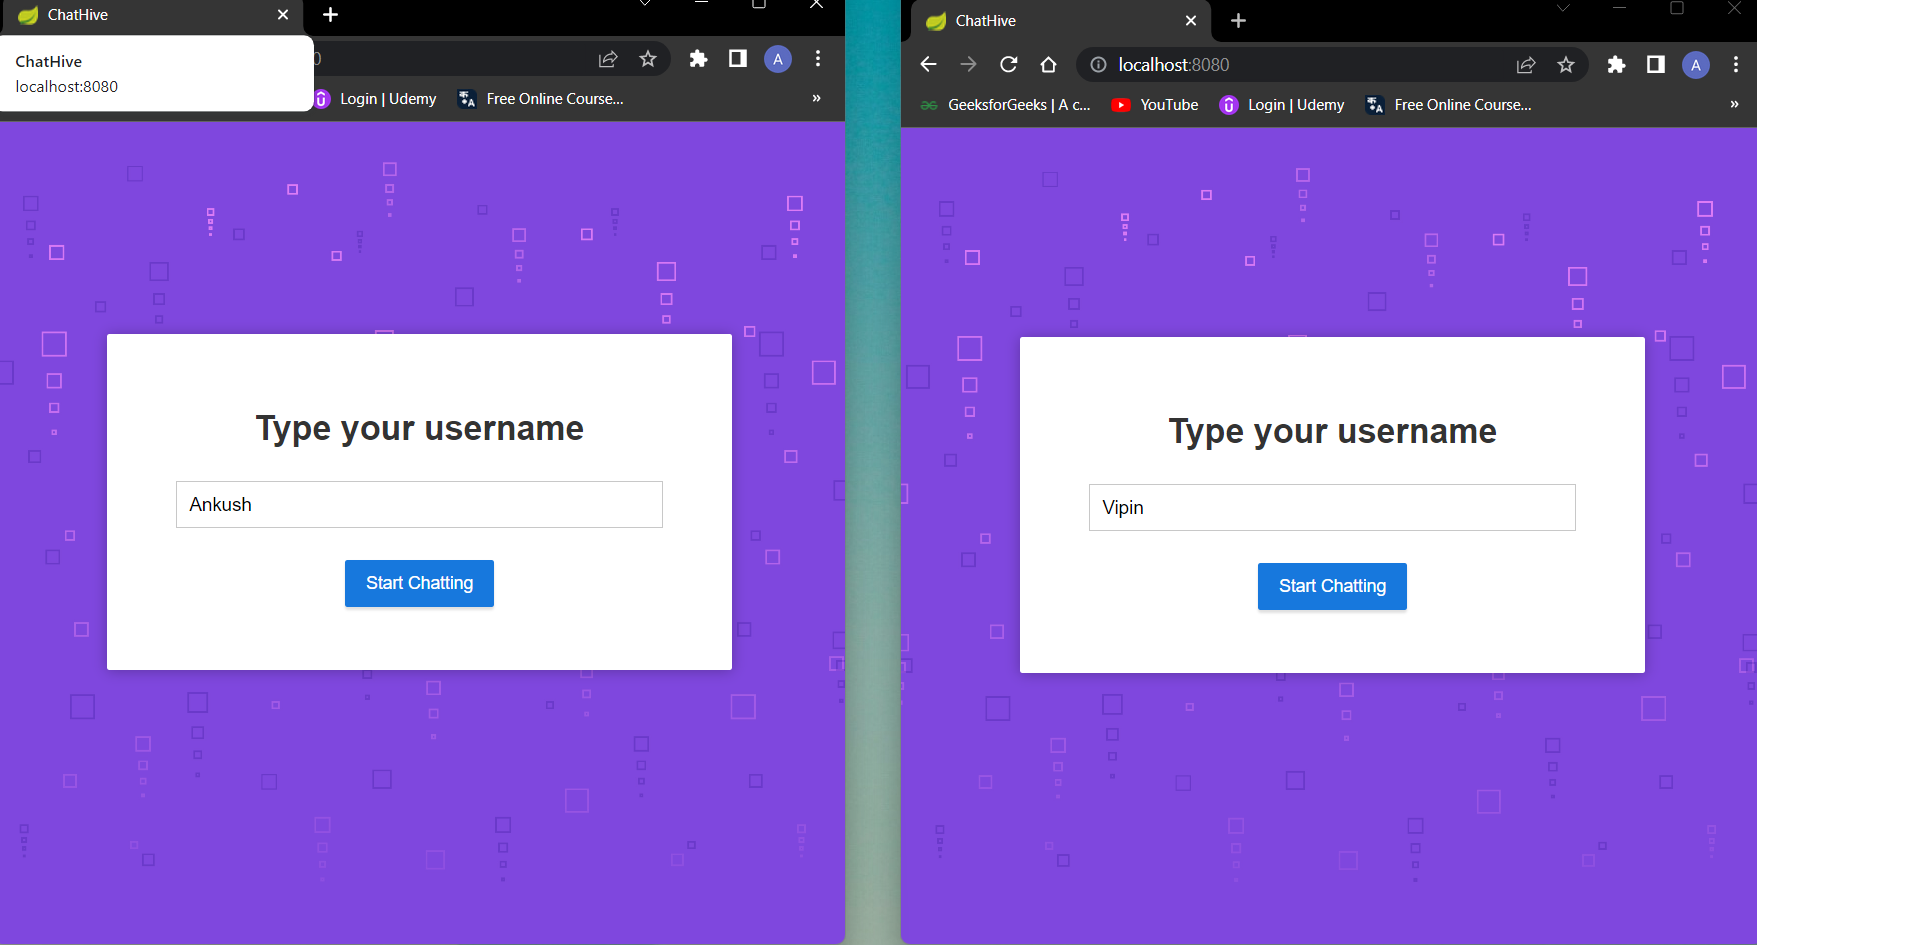 ChatHive
ChatHive
localhost:8080
Login | Udemy
Free Online Course...
»
Type your username
Ankush
Start Chatting
ChatHive
localhost:8080
A
GeeksforGeeks | A c...
YouTube
Login | Udemy
Free Online Course...
»
Type your username
Vipin
Start Chatting
A